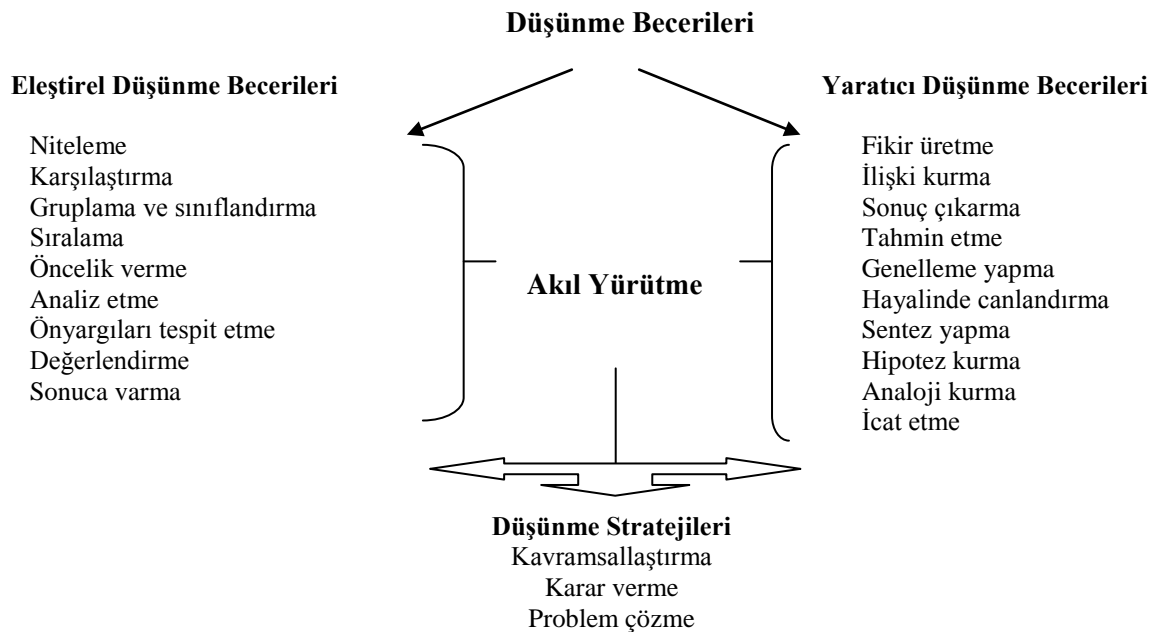 Düşünme Becerileri
Eleştirel Düşünme Becerileri
Niteleme
Karşılaştırma
Gruplama ve sınıflandırma
Sıralama
Öncelik verme
Analiz etme
Önyargıları tespit etme
Değerlendirme
Sonuca varma
Akıl Yürütme
Yaratıcı Düşünme Becerileri
Fikir üretme
İlişki kurma
Sonuç çıkarma
Tahmin etme
Genelleme yapma
Hayalinde canlandırma
Sentez yapma
Hipotez kurma
Analoji kurma
İcat etme
Düşünme Stratejileri
Kavramsallaştırma
Karar verme
Problem çözme